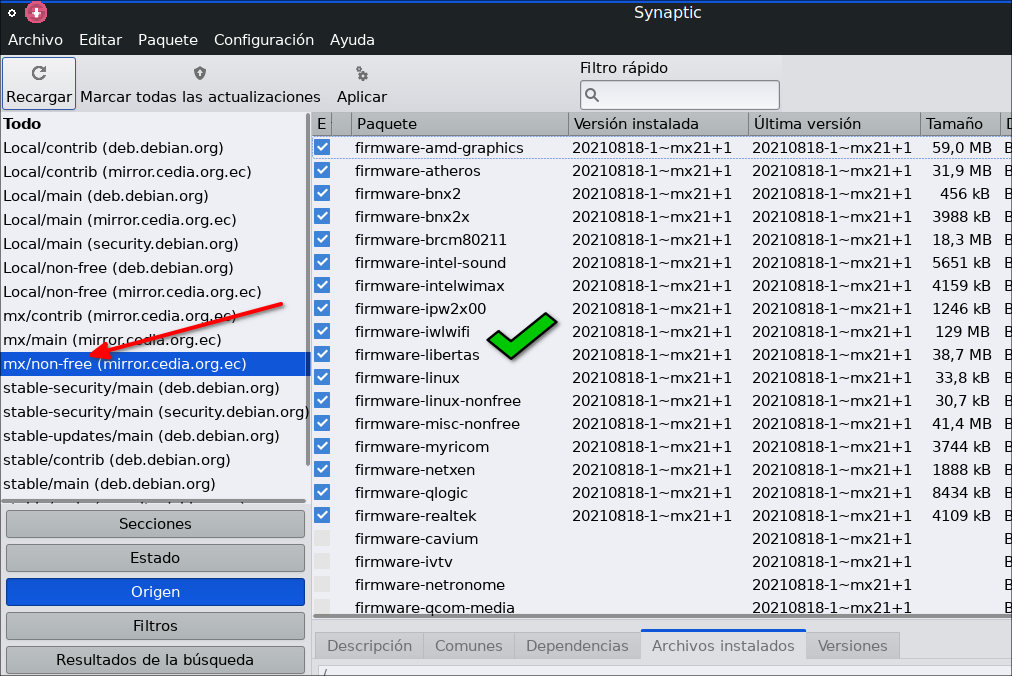 Synaptic
Archivo Editar Paquete Configuración Ayuda
Filtro rápido
Recargar Marcar todas las actualizaciones Aplicar
Todo
Local/contrib (deb.debian.org)
Local/contrib (mirror.cedia.org.ec)
Local/main (deb.debian.org)
Local/main (mirror.cedia.org.ec)
Local/main (security.debian.org)
Local/non-free (deb.debian.org)
Local/non-free (mirror.cedia.org.ec)
mx/contrib (mirror.cedia.org.ec)
mx/main (mirror.cedia.org.ec)
mx/non-free (mirror.cedia.org.ec)
stable-security/main (deb.debian.org)
stable-security/main (security.debian.org)
stable-updates/main (deb.debian.org)
stable/contrib (deb.debian.org)
stable/main (deb.debian.org)
Secciones
Estado
Origen
Filtros
Resultados de la búsqueda
E Paquete Versión instalada Última versión Tamaño D
firmware-amd-graphics 20210818-1~mx21+1 20210818-1~mx21+1 59,0 MB B
firmware-atheros 20210818-1~mx21+1 20210818-1~mx21+1 31,9 MB B
firmware-bnx2 20210818-1~mx21+1 20210818-1~mx21+1 456 kB B
firmware-bnx2x 20210818-1~mx21+1 20210818-1~mx21+1 3988 kB B
firmware-brcm80211 20210818-1~mx21+1 20210818-1~mx21+1 18,3 MB B
firmware-intel-sound 20210818-1~mx21+1 20210818-1~mx21+1 5651 kB B
firmware-intelwimax 20210818-1~mx21+1 20210818-1~mx21+1 4159 kB B
firmware-ipw2x00 20210818-1~mx21+1 20210818-1~mx21+1 1246 kB B
firmware-iwlwifi 20210818-1~mx21+1 20210818-1~mx21+1 129 MB B
firmware-libertas 20210818-1~mx21+1 20210818-1~mx21+1 38,7 MB B
firmware-linux 20210818-1~mx21+1 20210818-1~mx21+1 33,8 kB B
firmware-linux-nonfree 20210818-1~mx21+1 20210818-1~mx21+1 30,7 kB B
firmware-misc-nonfree 20210818-1~mx21+1 20210818-1~mx21+1 41,4 MB B
firmware-myricom 20210818-1~mx21+1 20210818-1~mx21+1 3744 kB B
firmware-netxen 20210818-1~mx21+1 20210818-1~mx21+1 1888 kB B
firmware-qlogic 20210818-1~mx21+1 20210818-1~mx21+1 8434 kB B
firmware-realtek 20210818-1~mx21+1 20210818-1~mx21+1 4109 kB B
firmware-cavium 20210818-1~mx21+1 B
firmware-ivtv 20210818-1~mx21+1 B
firmware-netronome 20210818-1~mx21+1 B
firmware-qcom-media 20210818-1~mx21+1 B
Descripción Comunes Dependencias Archivos instalados Versiones
/